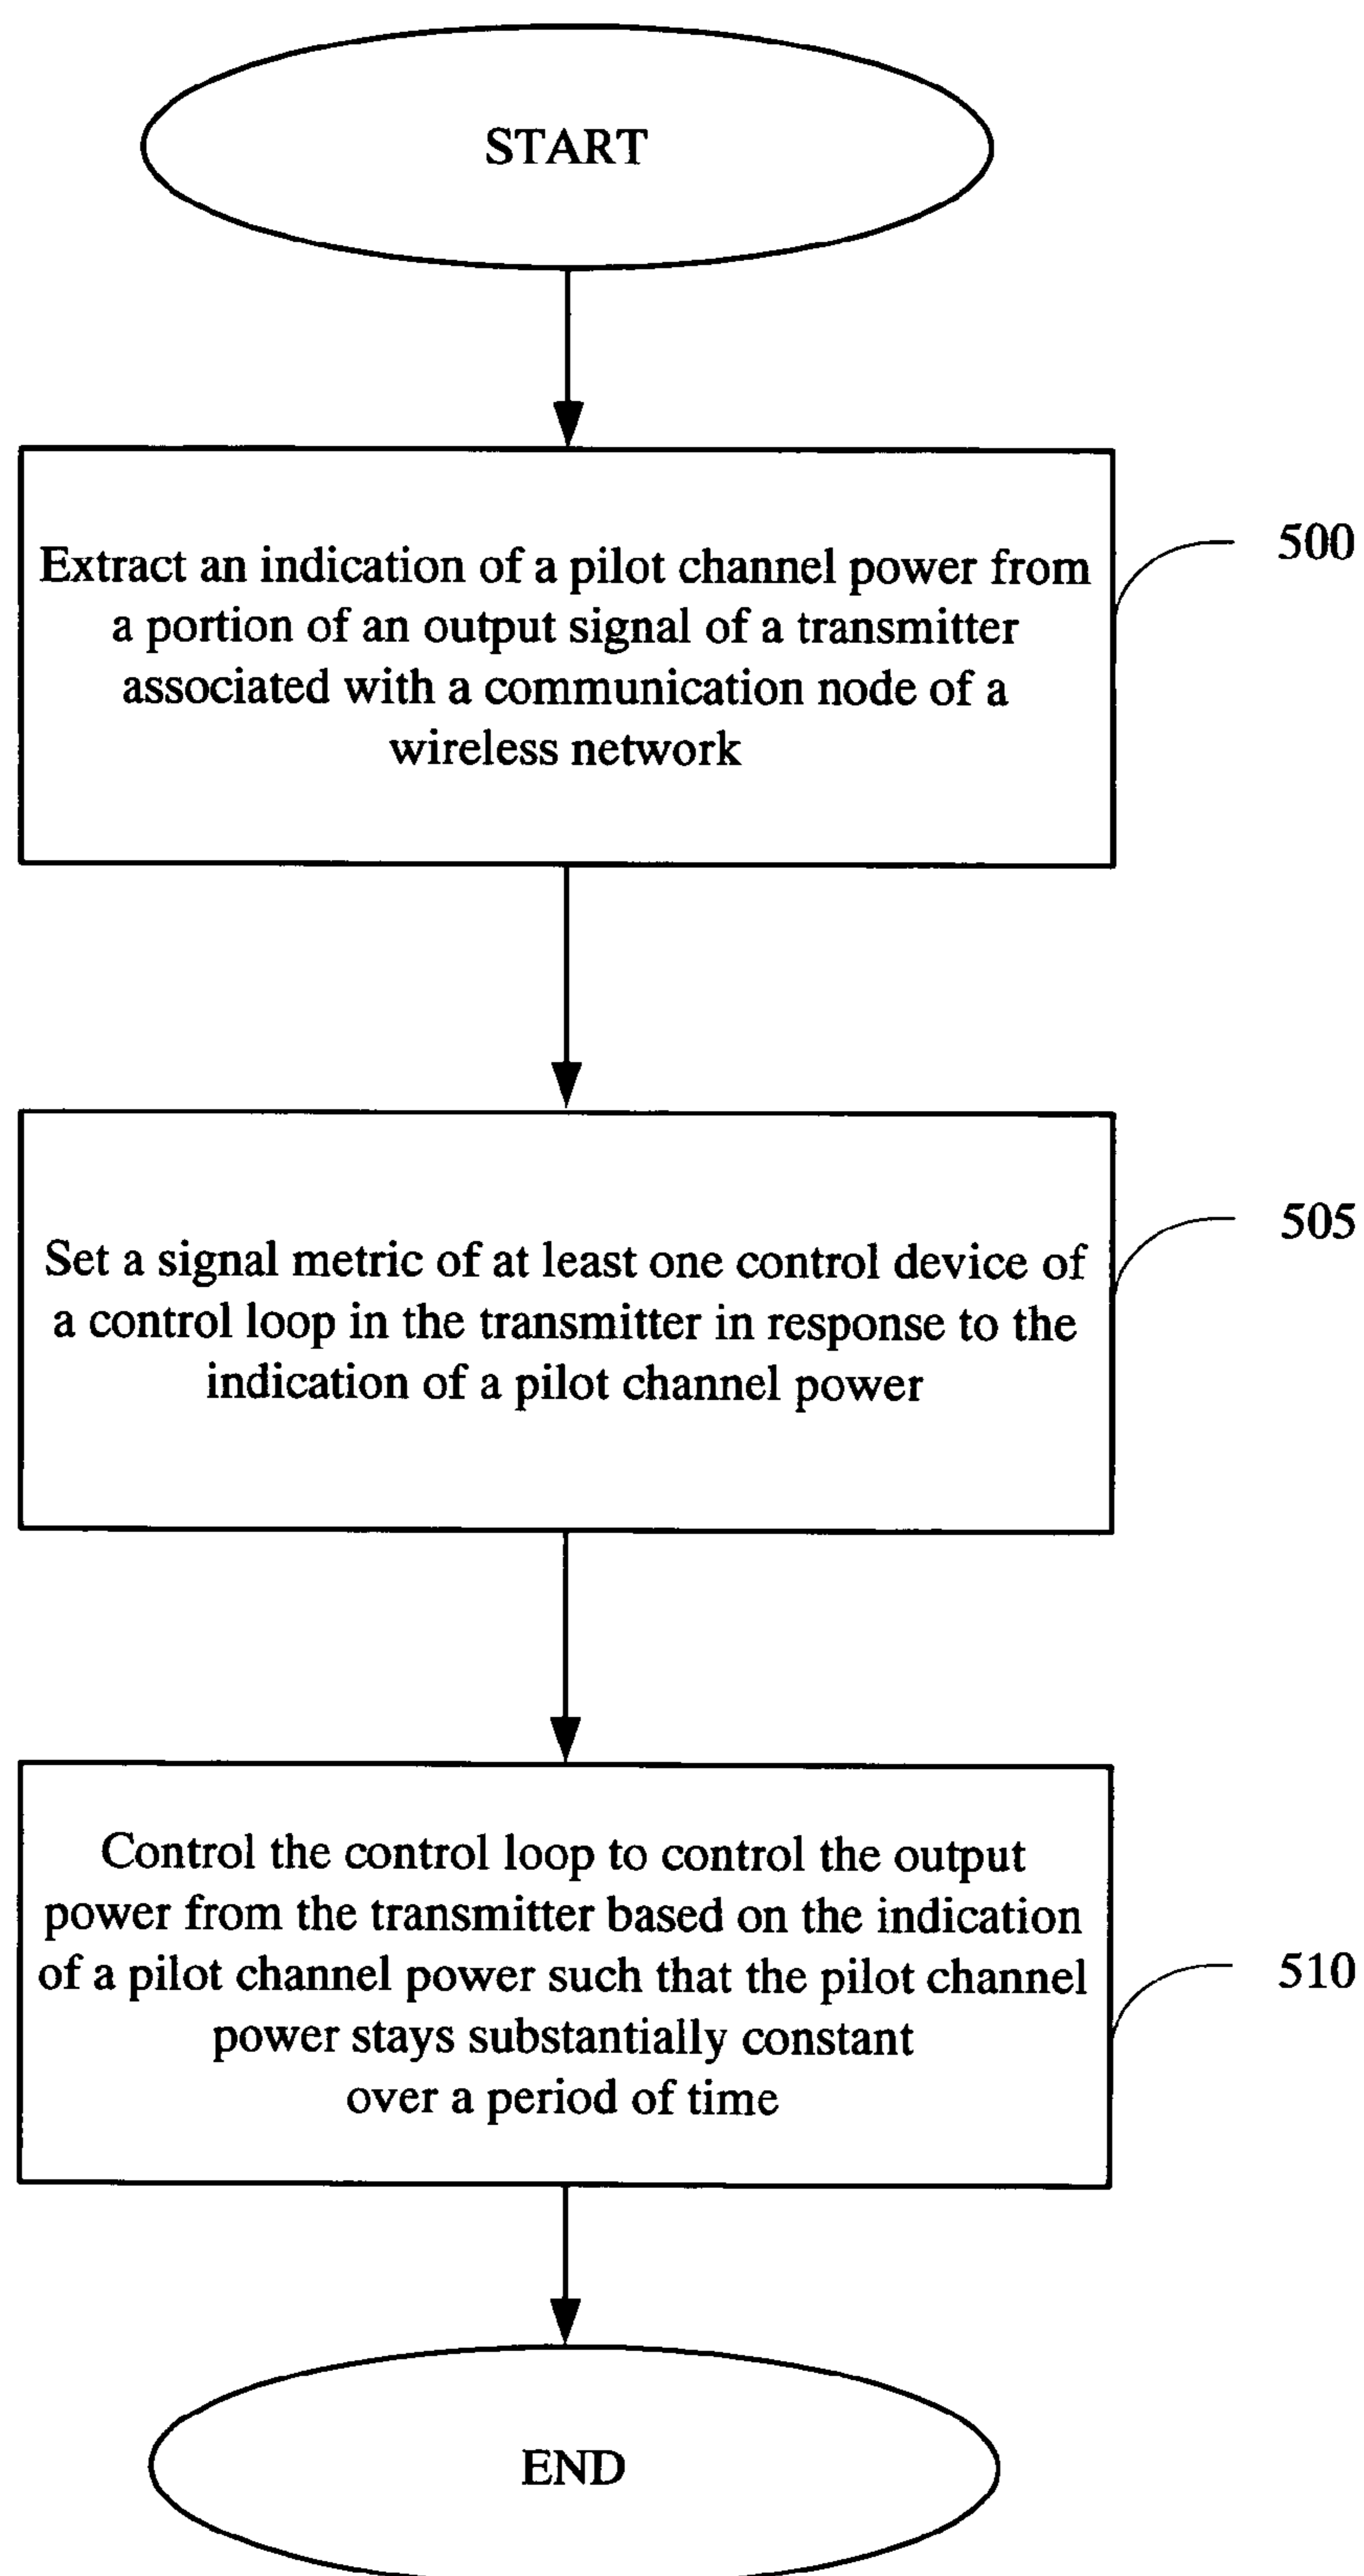 START
Extract an indication of a pilot channel power from
a portion of an output signal of a transmitter
associated with a communication node of a
wireless network
500
Set a signal metric of at least one control device of
a control loop in the transmitter in response to the
indication of a pilot channel power
505
Control the control loop to control the output
power from the transmitter based on the indication
of a pilot channel power such that the pilot channel
power stays substantially constant
over a period of time
510
END